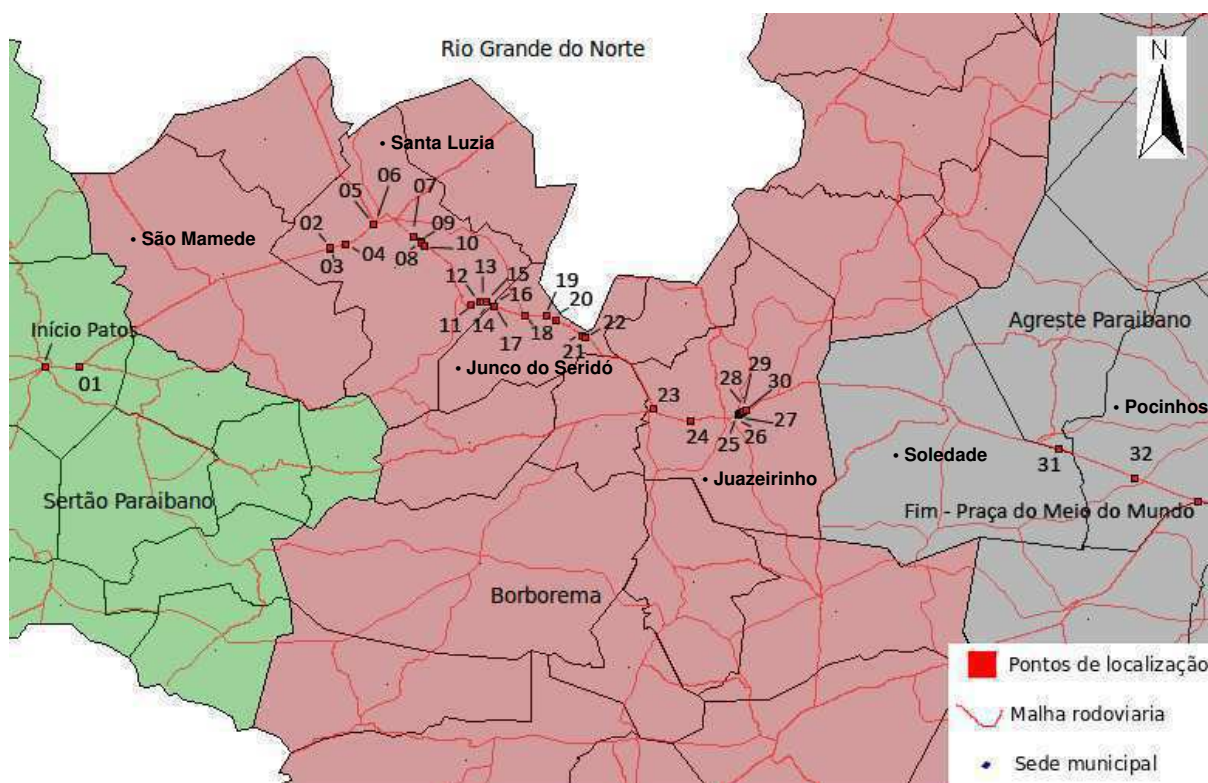 Rio Grande do Norte
N
• Santa Luzia
05
06
07
02
09
• São Mamede
03
04
08
10
12
13
15
19
16
20
11
14
18
22
Início Patos
17
21
Agreste Paraibano
• Junco do Seridó
01
29
28
30
23
• Pocinhos
24
27
25
26
• Soledade
31
32
• Juazeirinho
Sertão Paraibano
Fim - Praça do Meio do Mundo
Borborema
Pontos de localização
Malha rodoviaria
Sede municipal